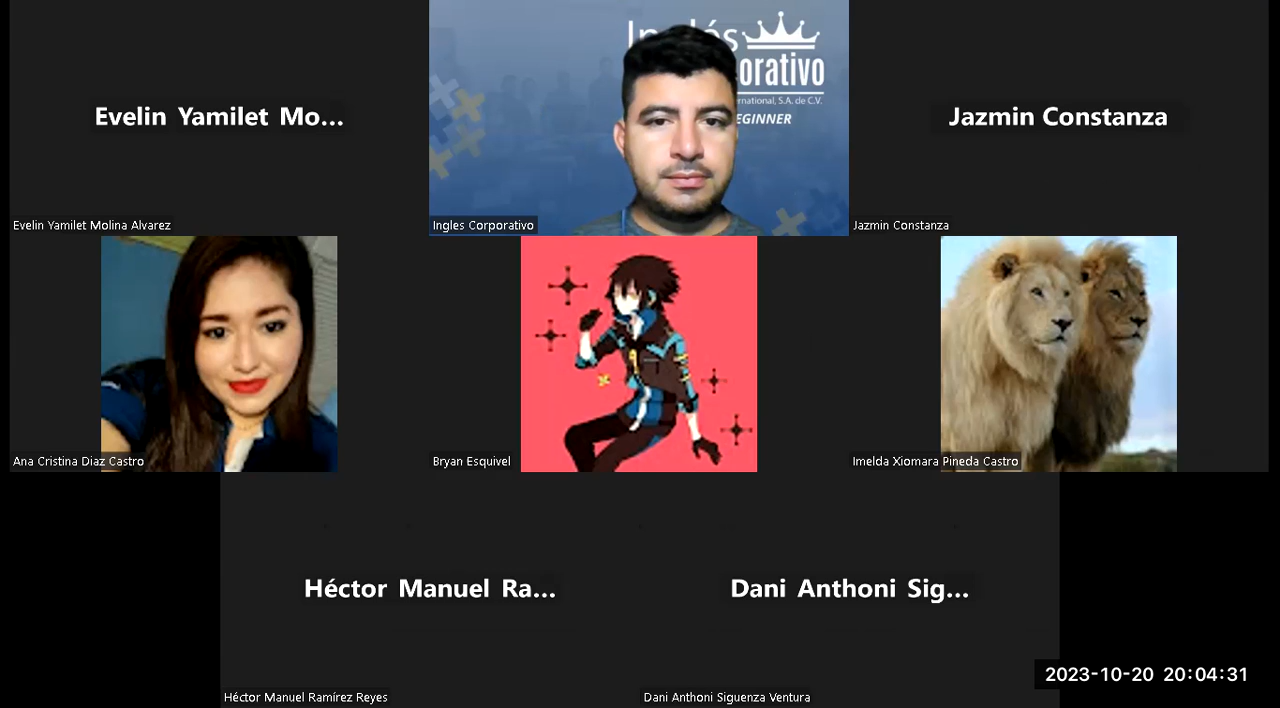 Evelin Yamilet Mo...
Evelin Yamilet Molina Alvarez
orativo
ernational, S.A. de C.V.
EGINNER
Ingles Corporativo
Jazmin Constanza
Jazmin Constanza
Ana Cristina Diaz Castro
Bryan Esquivel
Imelda Xiomara Pineda Castro
Héctor Manuel Ra...
Héctor Manuel Ramírez Reyes
Dani Anthoni Sig...
Dani Anthoni Siguenza Ventura
2023-10-20 20:04:31